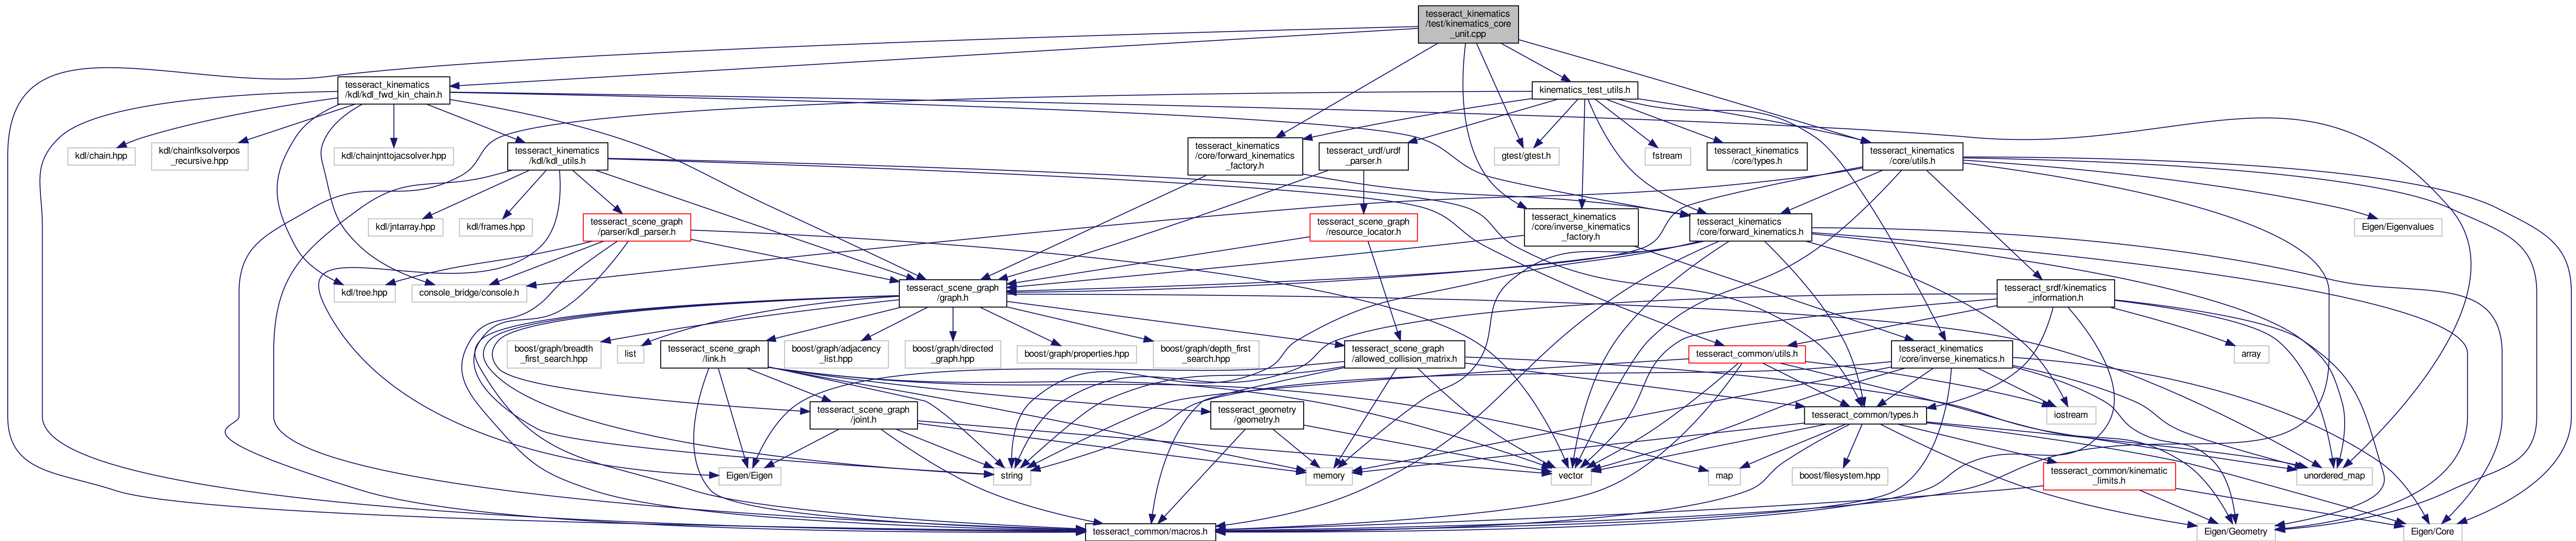 tesseract_kinematics
/test/kinematics_core
_unit.cpp
tesseract_kinematics
/kdl/kdl_fwd_kin_chain.h
kinematics_test_utils.h
kdl/chain.hpp
kdl/chainfksolverpos
_recursive.hpp
kdl/chainjnttojacsolver.hpp
tesseract_kinematics
/kdl/kdl_utils.h
tesseract_kinematics
/core/forward_kinematics
_factory.h
tesseract_urdf/urdf
_parser.h
gtest/gtest.h
fstream
tesseract_kinematics
/core/types.h
tesseract_kinematics
/core/utils.h
kdl/jntarray.hpp
kdl/frames.hpp
tesseract_scene_graph
/parser/kdl_parser.h
tesseract_scene_graph
/resource_locator.h
tesseract_kinematics
/core/inverse_kinematics
_factory.h
tesseract_kinematics
/core/forward_kinematics.h
Eigen/Eigenvalues
kdl/tree.hpp
console_bridge/console.h
tesseract_scene_graph
/graph.h
tesseract_srdf/kinematics
_information.h
boost/graph/breadth
_first_search.hpp
list
tesseract_scene_graph
/link.h
boost/graph/adjacency
_list.hpp
boost/graph/directed
_graph.hpp
boost/graph/properties.hpp
boost/graph/depth_first
_search.hpp
tesseract_scene_graph
/allowed_collision_matrix.h
tesseract_common/utils.h
tesseract_kinematics
/core/inverse_kinematics.h
array
tesseract_scene_graph
/joint.h
tesseract_geometry
/geometry.h
tesseract_common/types.h
iostream
Eigen/Eigen
string
memory
vector
map
boost/filesystem.hpp
tesseract_common/kinematic
_limits.h
unordered_map
tesseract_common/macros.h
Eigen/Geometry
Eigen/Core